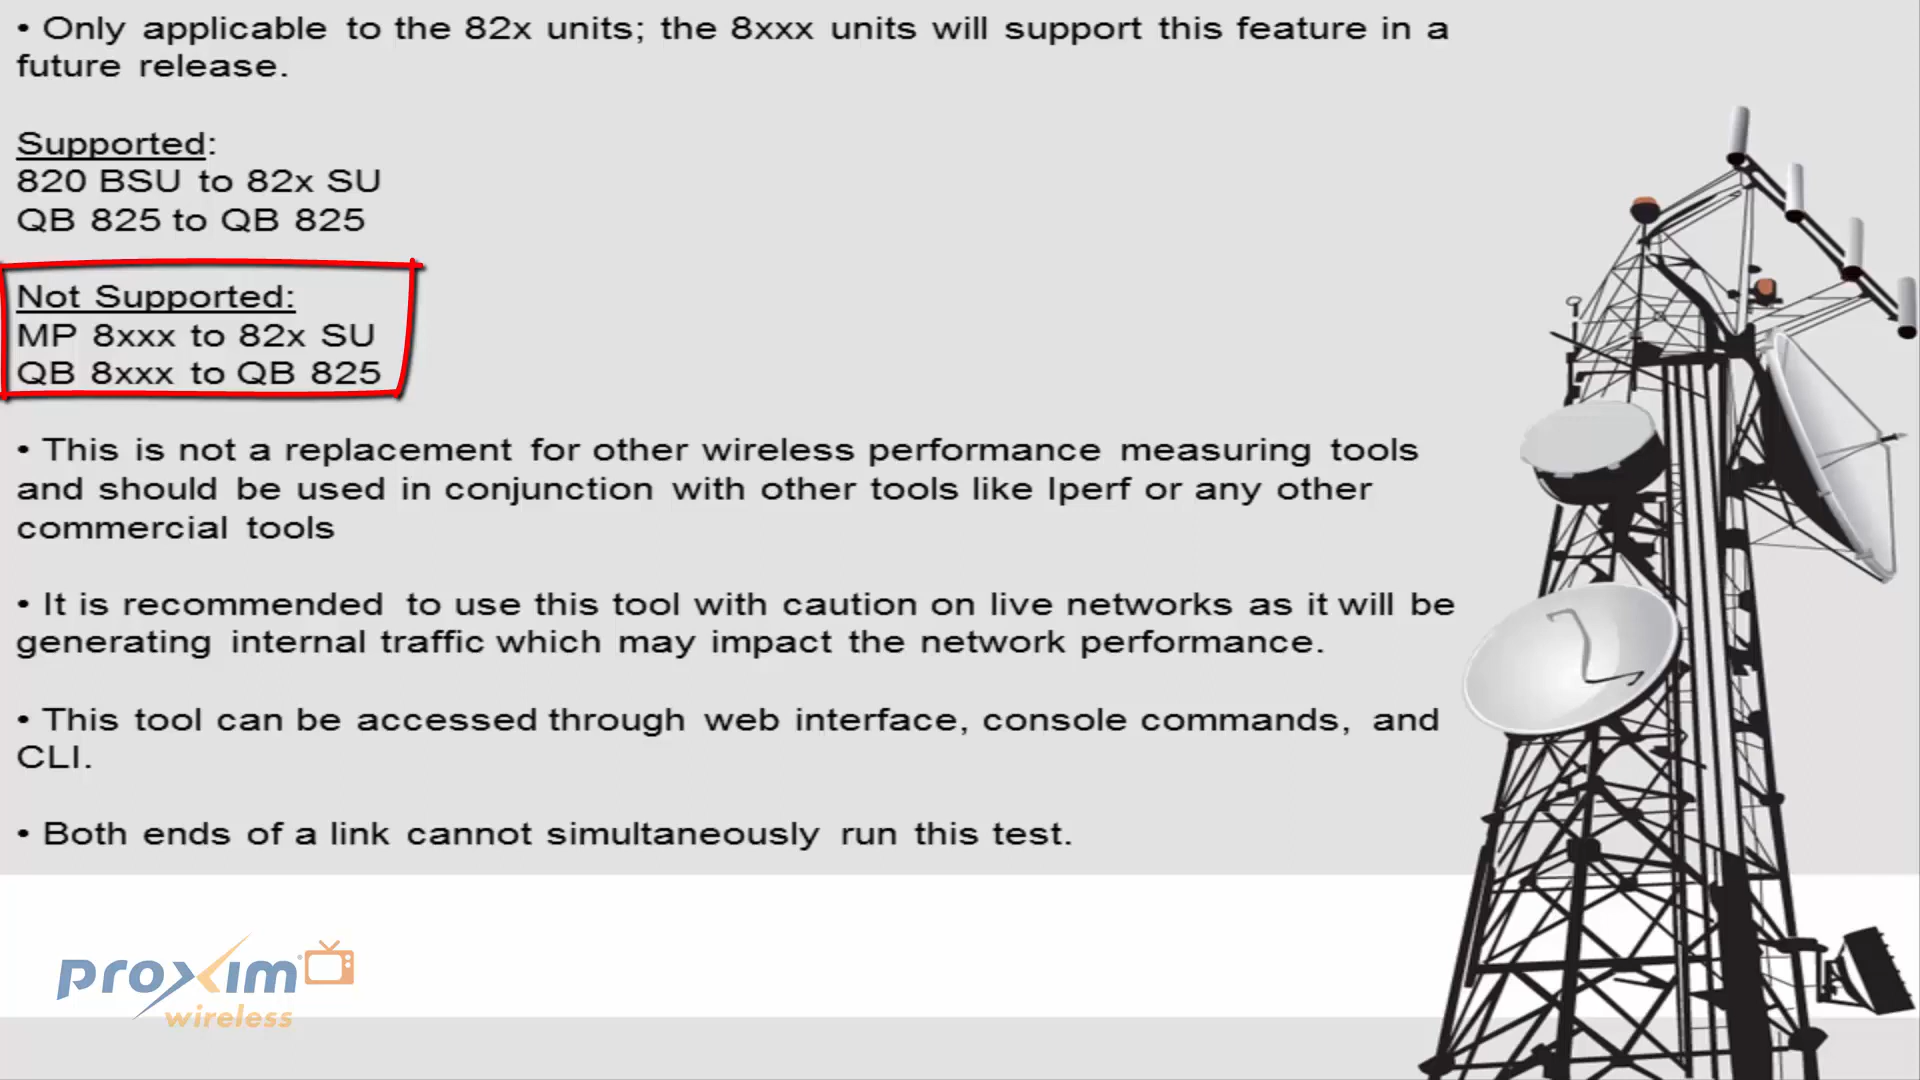 • Only applicable to the 82x units; the 8xxx units will support this feature in a
future release.
Supported:
820 BSU to 82x SU
QB 825 to QB 825
Not Supported:
MP 8xxx to 82x SU
QB 8xxx to QB 825
• This is not a replacement for other wireless performance measuring tools
and should be used in conjunction with other tools like Iperf or any other
commercial tools
• It is recommended to use this tool with caution on live networks as it will be
generating internal traffic which may impact the network performance.
• This tool can be accessed through web interface, console commands, and
CLI.
• Both ends of a link cannot simultaneously run this test.
proxim
wireless